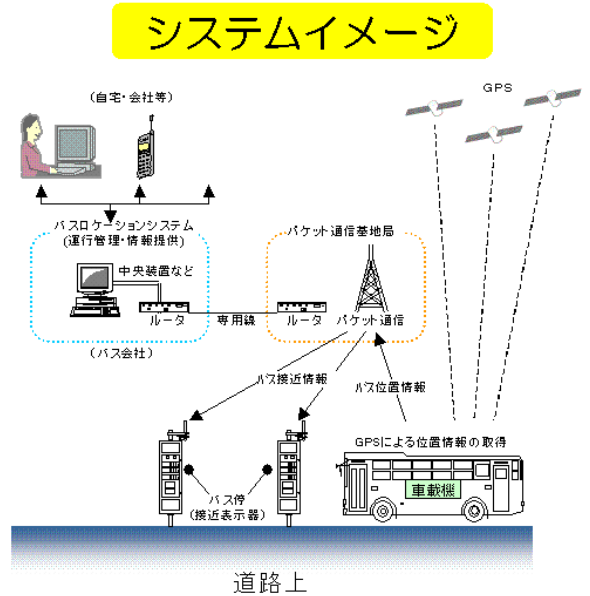 システムイメージ
GPS
(自宅・会社等)
バスロケーションシステム
(運行管理・情報提供)
パケット通信基地局
中央装置など
ルータ
専用線
ルータ
パケット通信
(バス会社)
バス接近情報
バス位置情報
GPSによる位置情報の取得
車載機
バス停
(接近表示器)
道路上